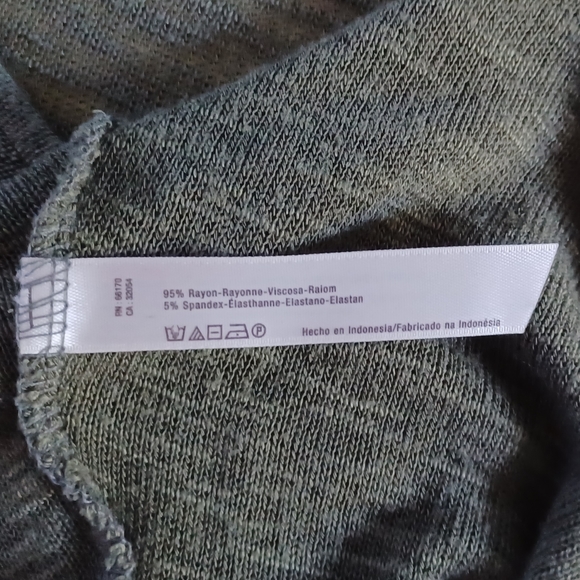 RN 66170
CA 32054
95% Rayon-Rayonne-Viscosa-Raiom
5% Spandex-Élasthanne-Elastano-Elastan
Hecho en Indonesia/Fabricado na Indonésia